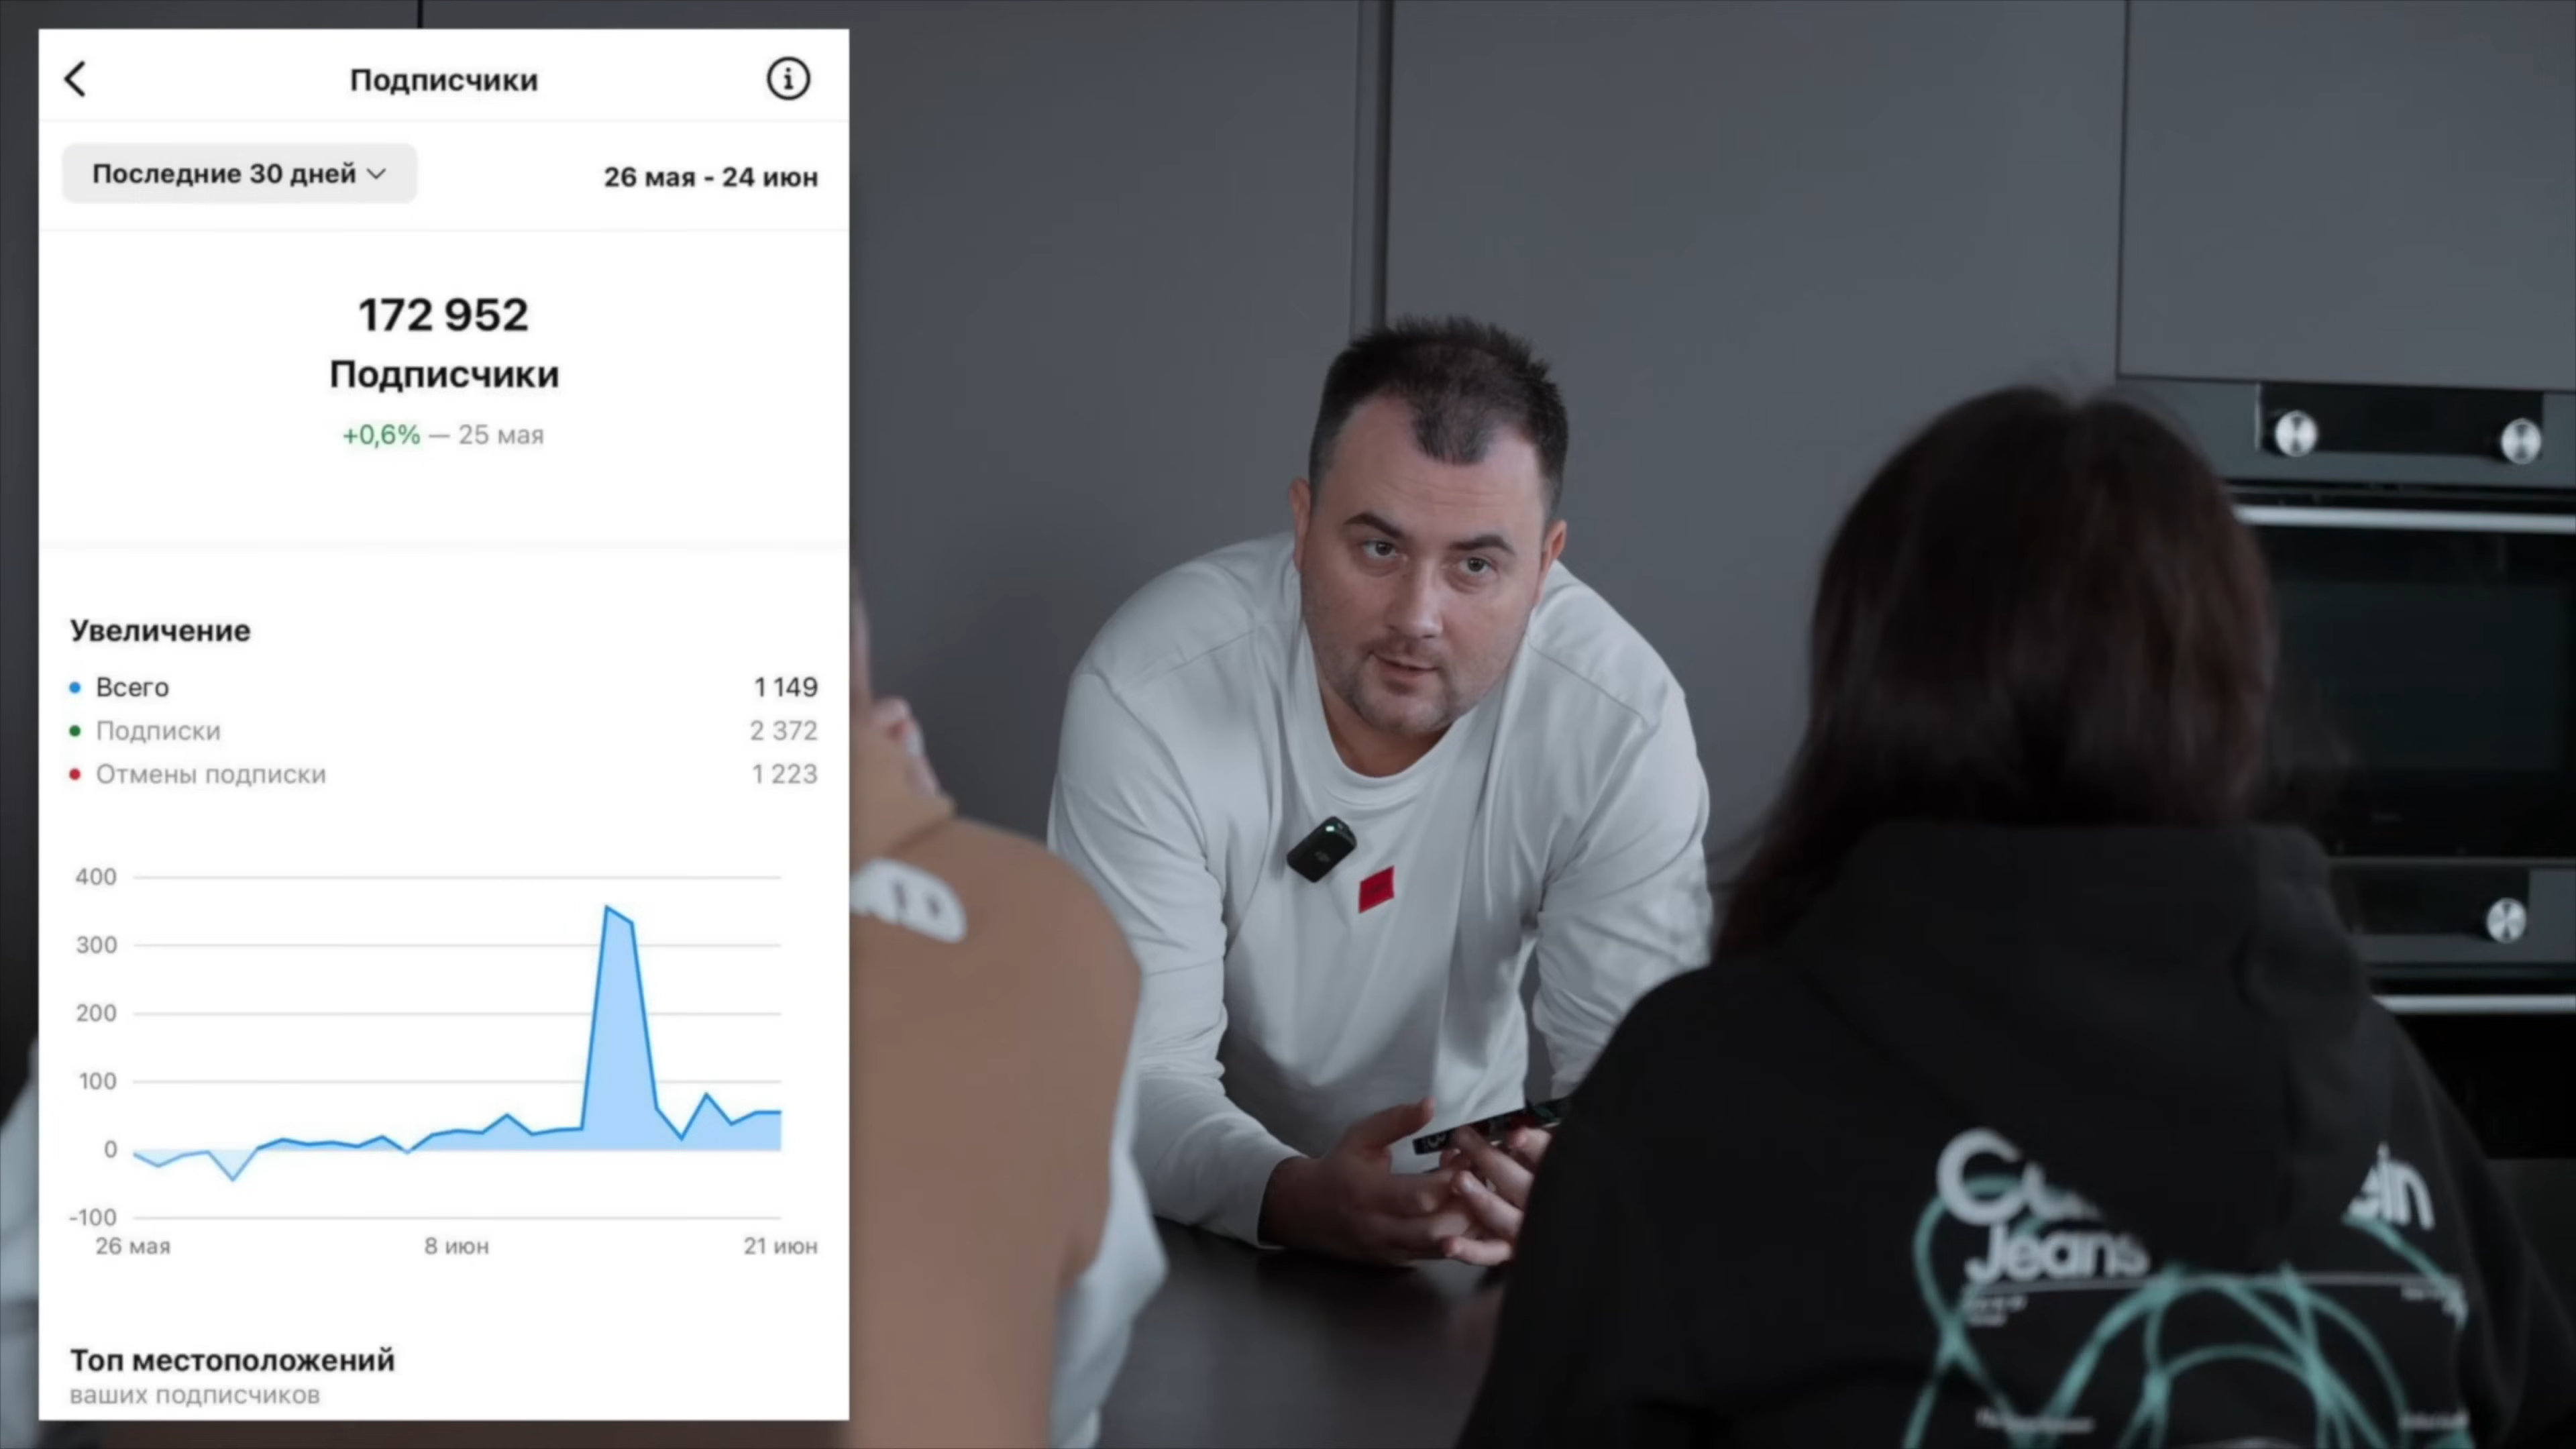 Подписчики
Последние 30 дней
26 мая - 24 июн
172 952
Подписчики
+0,6% — 25 мая
Увеличение
Всего 1 149
Подписки 2 372
Отмены подписки 1 223
400
300
200
100
0
-100
26 мая 8 июн 21 июн
Топ местоположений
ваших подписчиков
Jeans